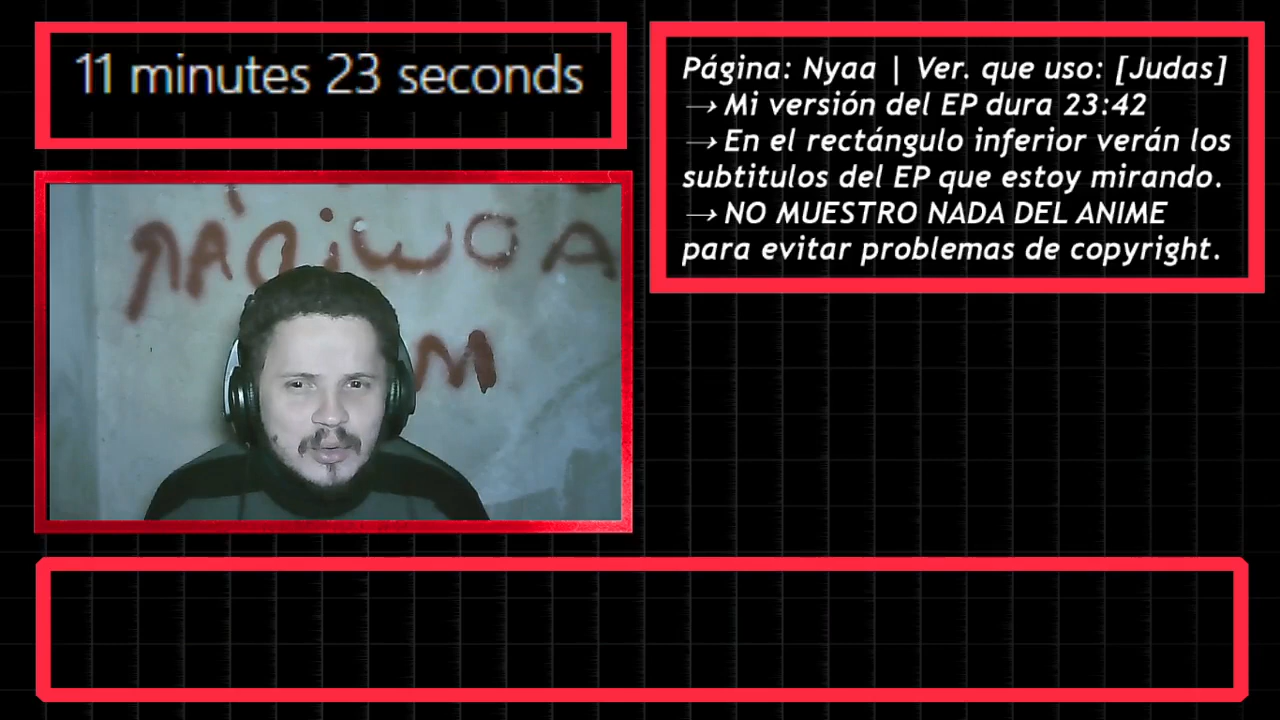 11 minutes 23 seconds
Página: Nyaa | Ver. que uso: [Judas]
→ Mi versión del EP dura 23:42
→ En el rectángulo inferior verán los
subtitulos del EP que estoy mirando.
→ NO MUESTRO NADA DEL ANIME
para evitar problemas de copyright.